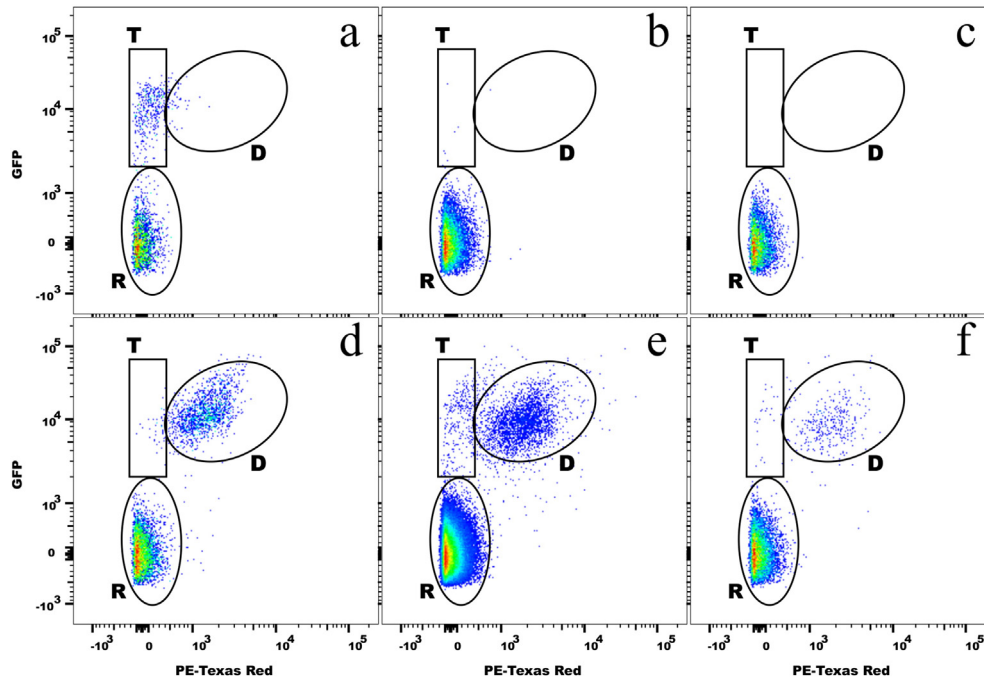 T a T b T c
10^5
10^4
GFP
D D D
10^3
0
R R R
-10^3
T d T e T f
10^5
10^4
GFP
D D D
10^3
0
R R R
-10^3
-10^3 0 10^3 10^4 10^5 -10^3 0 10^3 10^4 10^5 -10^3 0 10^3 10^4 10^5
PE-Texas Red PE-Texas Red PE-Texas Red